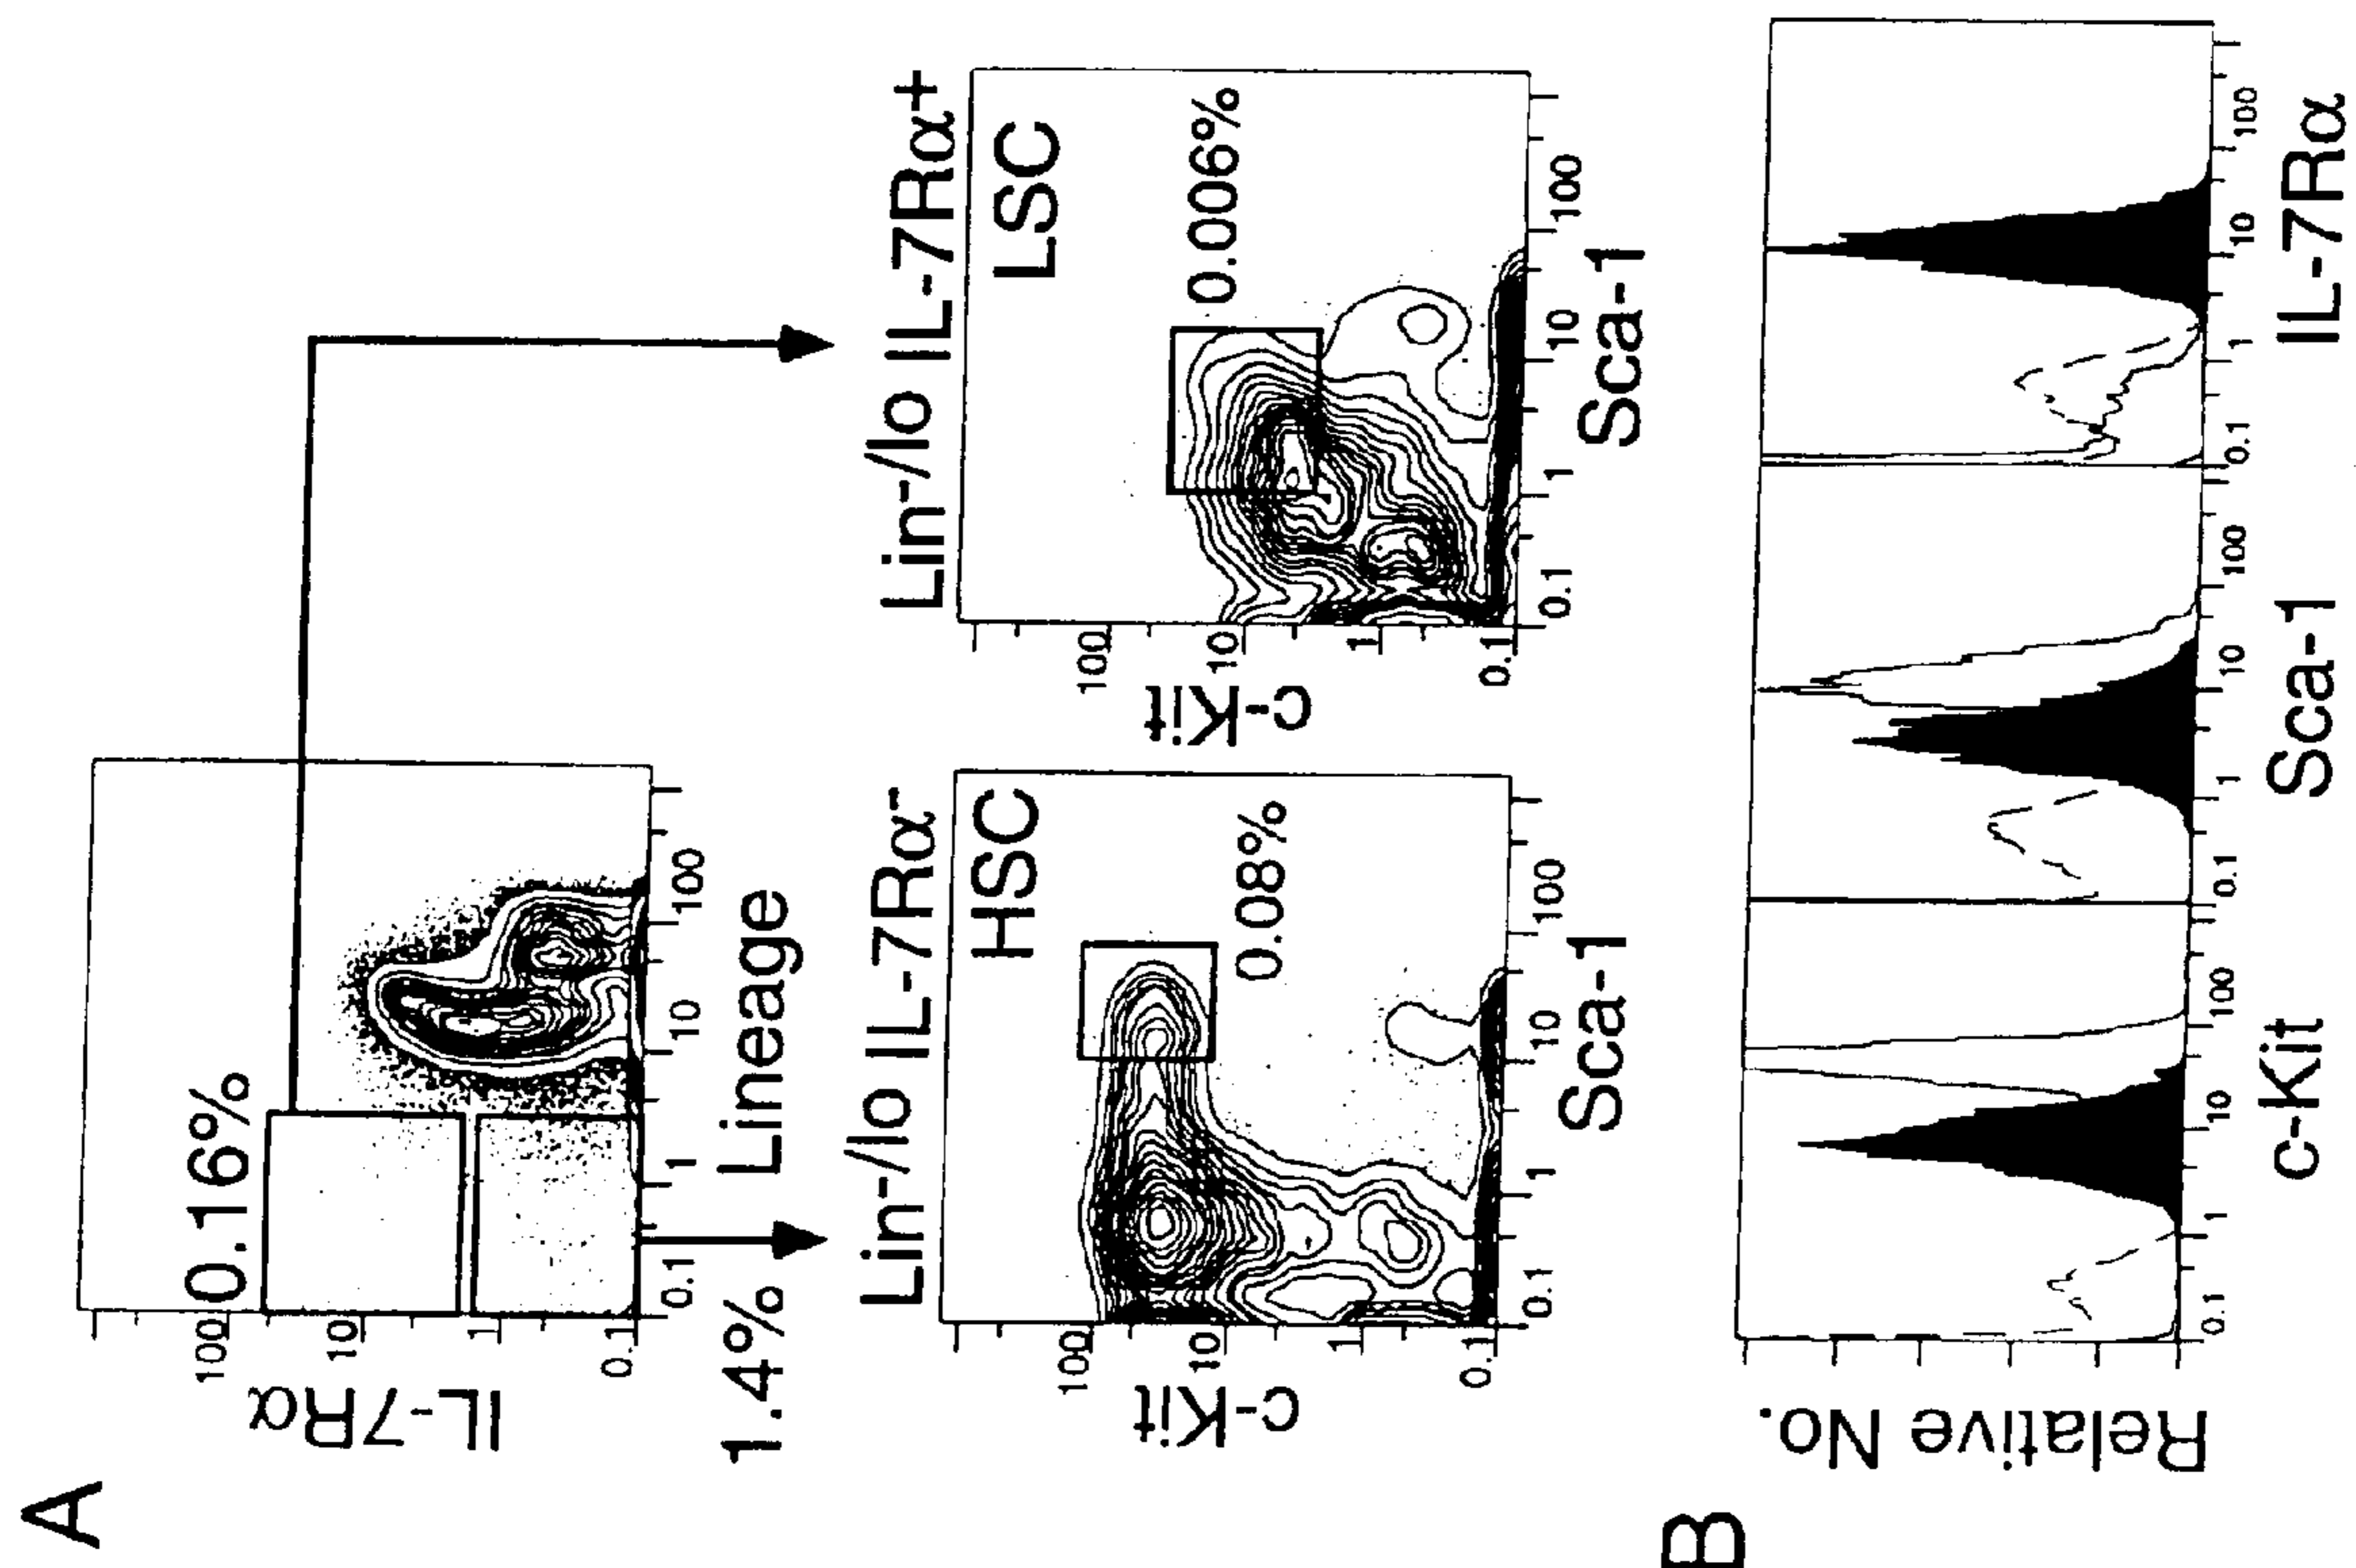 A
0.16%
IL-7Rα
100
10
1
0.1
0.1
1
10
100
1.4%
Lineage
Lin⁻/lo IL-7Rα⁻
HSC
0.08%
c-Kit
100
10
1
0.1
0.1
1
10
100
Sca-1
Lin⁻/lo IL-7Rα+
LSC
0.006%
c-Kit
100
10
1
0.1
0.1
1
10
100
Sca-1
B
Relative No.
0.1
1
10
100
c-Kit
0.1
1
10
100
Sca-1
0.1
1
10
100
IL-7Rα